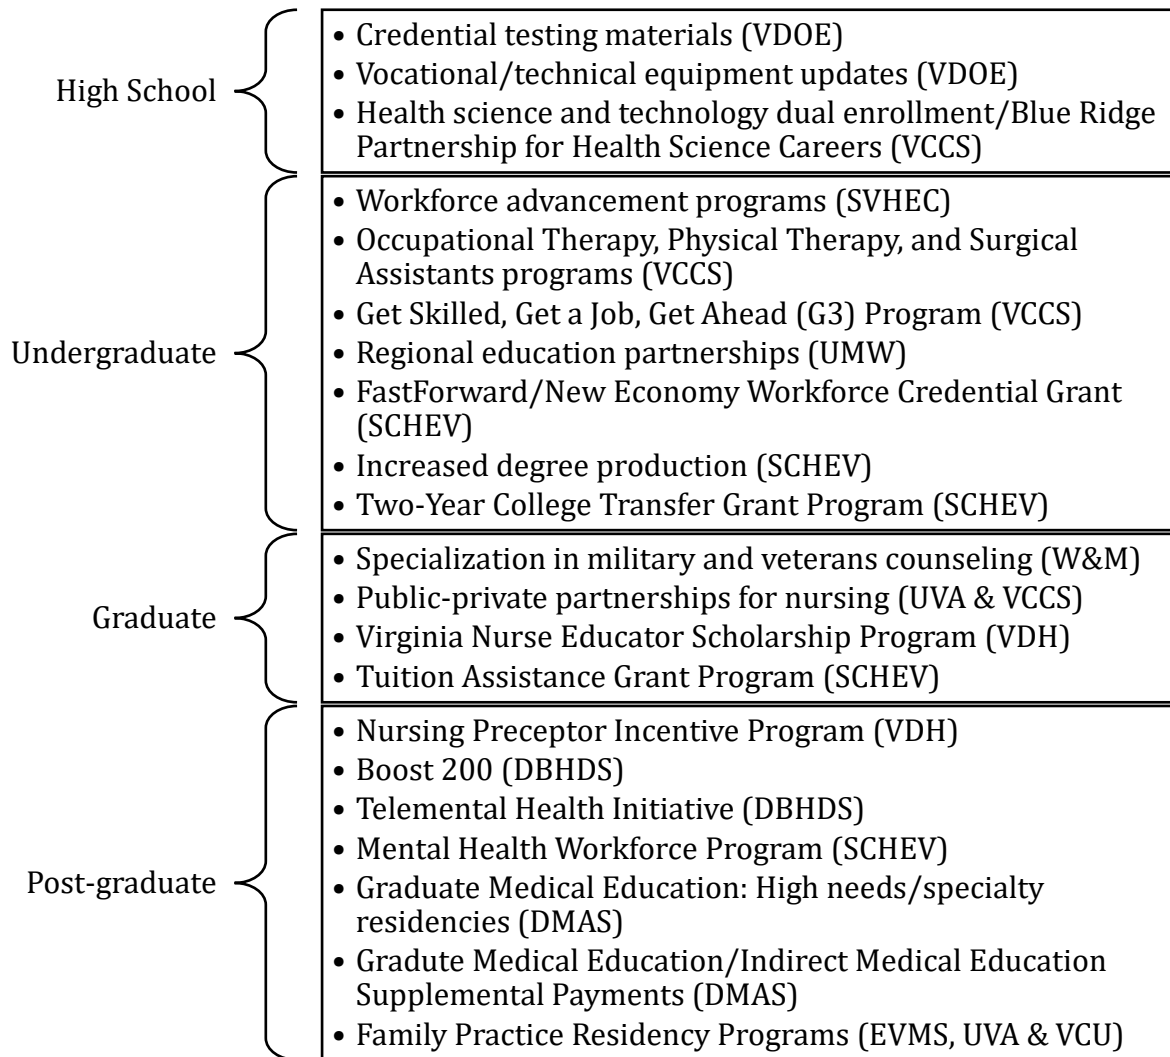 High School
• Credential testing materials (VDOE)
• Vocational/technical equipment updates (VDOE)
• Health science and technology dual enrollment/Blue Ridge
Partnership for Health Science Careers (VCCS)
Undergraduate
• Workforce advancement programs (SVHEC)
• Occupational Therapy, Physical Therapy, and Surgical
Assistants programs (VCCS)
• Get Skilled, Get a Job, Get Ahead (G3) Program (VCCS)
• Regional education partnerships (UMW)
• FastForward/New Economy Workforce Credential Grant
(SCHEV)
• Increased degree production (SCHEV)
• Two-Year College Transfer Grant Program (SCHEV)
Graduate
• Specialization in military and veterans counseling (W&M)
• Public-private partnerships for nursing (UVA & VCCS)
• Virginia Nurse Educator Scholarship Program (VDH)
• Tuition Assistance Grant Program (SCHEV)
Post-graduate
• Nursing Preceptor Incentive Program (VDH)
• Boost 200 (DBHDS)
• Telemental Health Initiative (DBHDS)
• Mental Health Workforce Program (SCHEV)
• Graduate Medical Education: High needs/specialty
residencies (DMAS)
• Gradute Medical Education/Indirect Medical Education
Supplemental Payments (DMAS)
• Family Practice Residency Programs (EVMS, UVA & VCU)